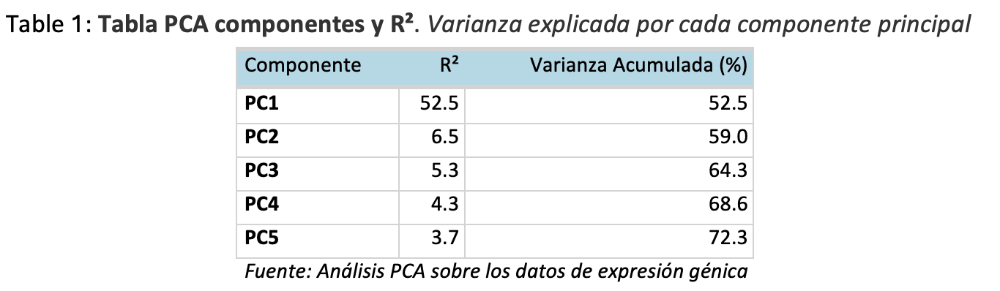 Table 1: Tabla PCA componentes y R². Varianza explicada por cada componente principal
Componente R² Varianza Acumulada (%)
PC1 52.5 52.5
PC2 6.5 59.0
PC3 5.3 64.3
PC4 4.3 68.6
PC5 3.7 72.3
Fuente: Análisis PCA sobre los datos de expresión génica